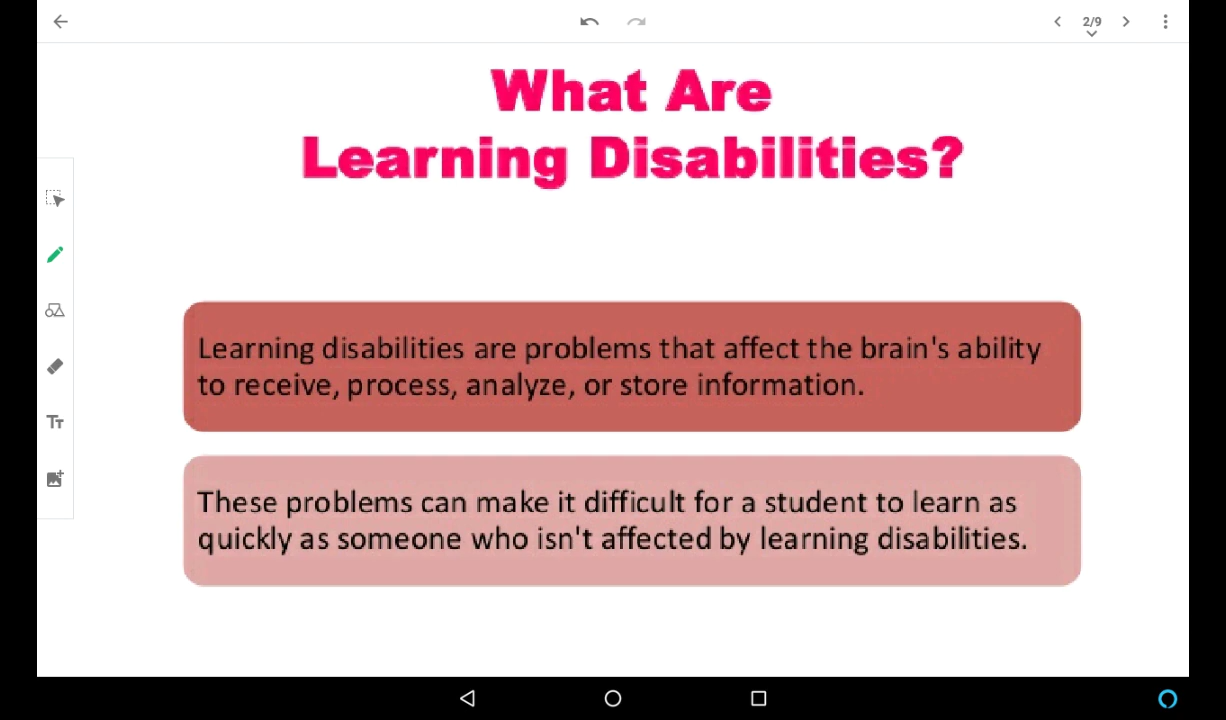 2/9
What Are
Learning Disabilities?
Learning disabilities are problems that affect the brain's ability
to receive, process, analyze, or store information.
Tт
These problems can make it difficult for a student to learn as
quickly as someone who isn't affected by learning disabilities.